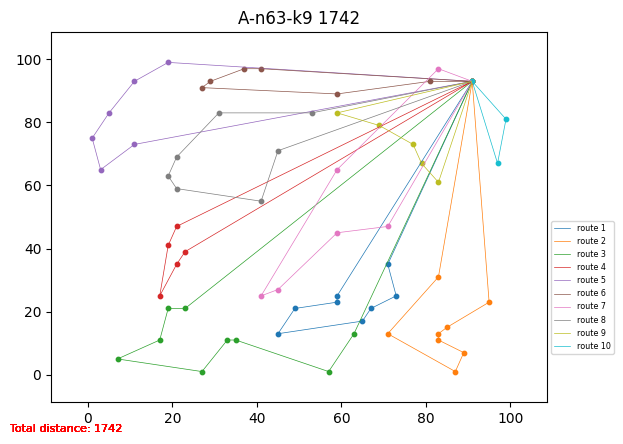 A-n63-k9 1742
100
80
60
40
20
0
0 20 40 60 80 100
route 1
route 2
route 3
route 4
route 5
route 6
route 7
route 8
route 9
route 10
Total distance: 1742